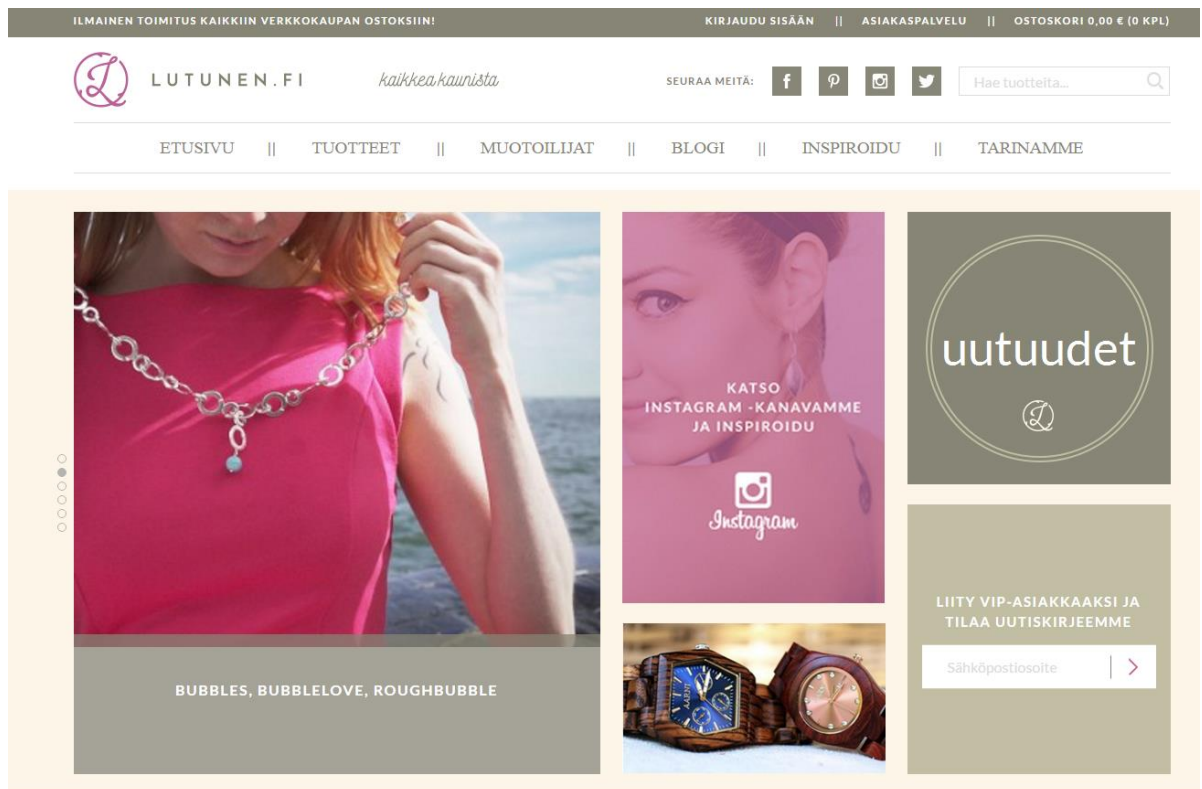 ILMAINEN TOIMITUS KAIKKIIN VERKKOKAUPAN OSTOKSIIN!
KIRJAUDU SISÄÄN || ASIAKASPALVELU || OSTOSKORI 0,00 € (0 KPL)
LUTUNEN.FI
kaikkea kaunista
SEURAA MEITÄ:
Hae tuotteita...
ETUSIVU || TUOTTEET || MUOTOILIJAT || BLOGI || INSPIROIDU || TARINAMME
BUBBLES, BUBBLELOVE, ROUGHBUBBLE
KATSO
INSTAGRAM -KANAVAMME
JA INSPIROIDU
Instagram
AARNI
uutuudet
LIITY VIP-ASIAKKAAKSI JA
TILAA UUTISKIRJEEMME
Sähköpostiosoite